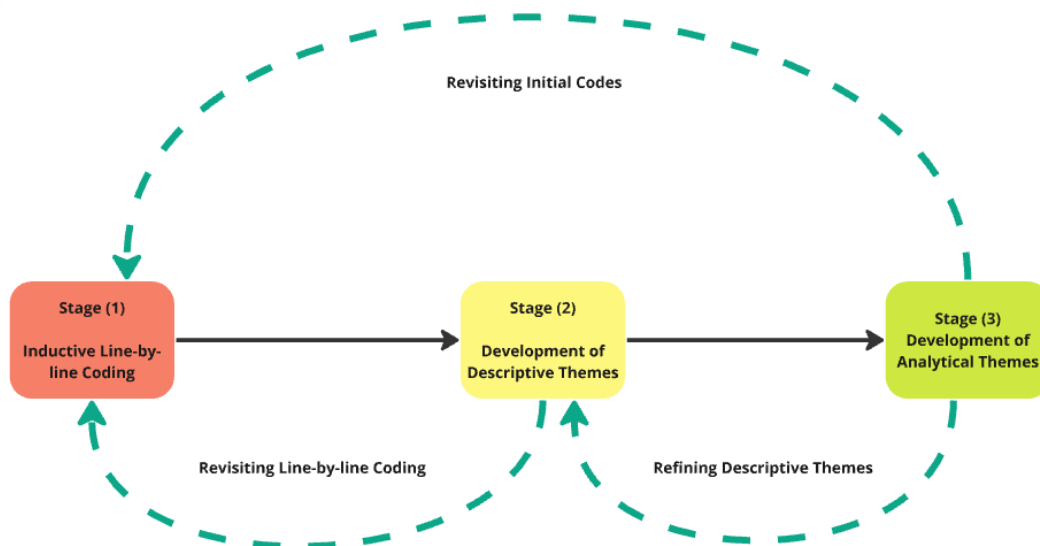 Revisiting Initial Codes
Stage (1)
Inductive Line-by-
line Coding
Stage (2)
Development of
Descriptive Themes
Stage (3)
Development of
Analytical Themes
Revisiting Line-by-line Coding
Refining Descriptive Themes